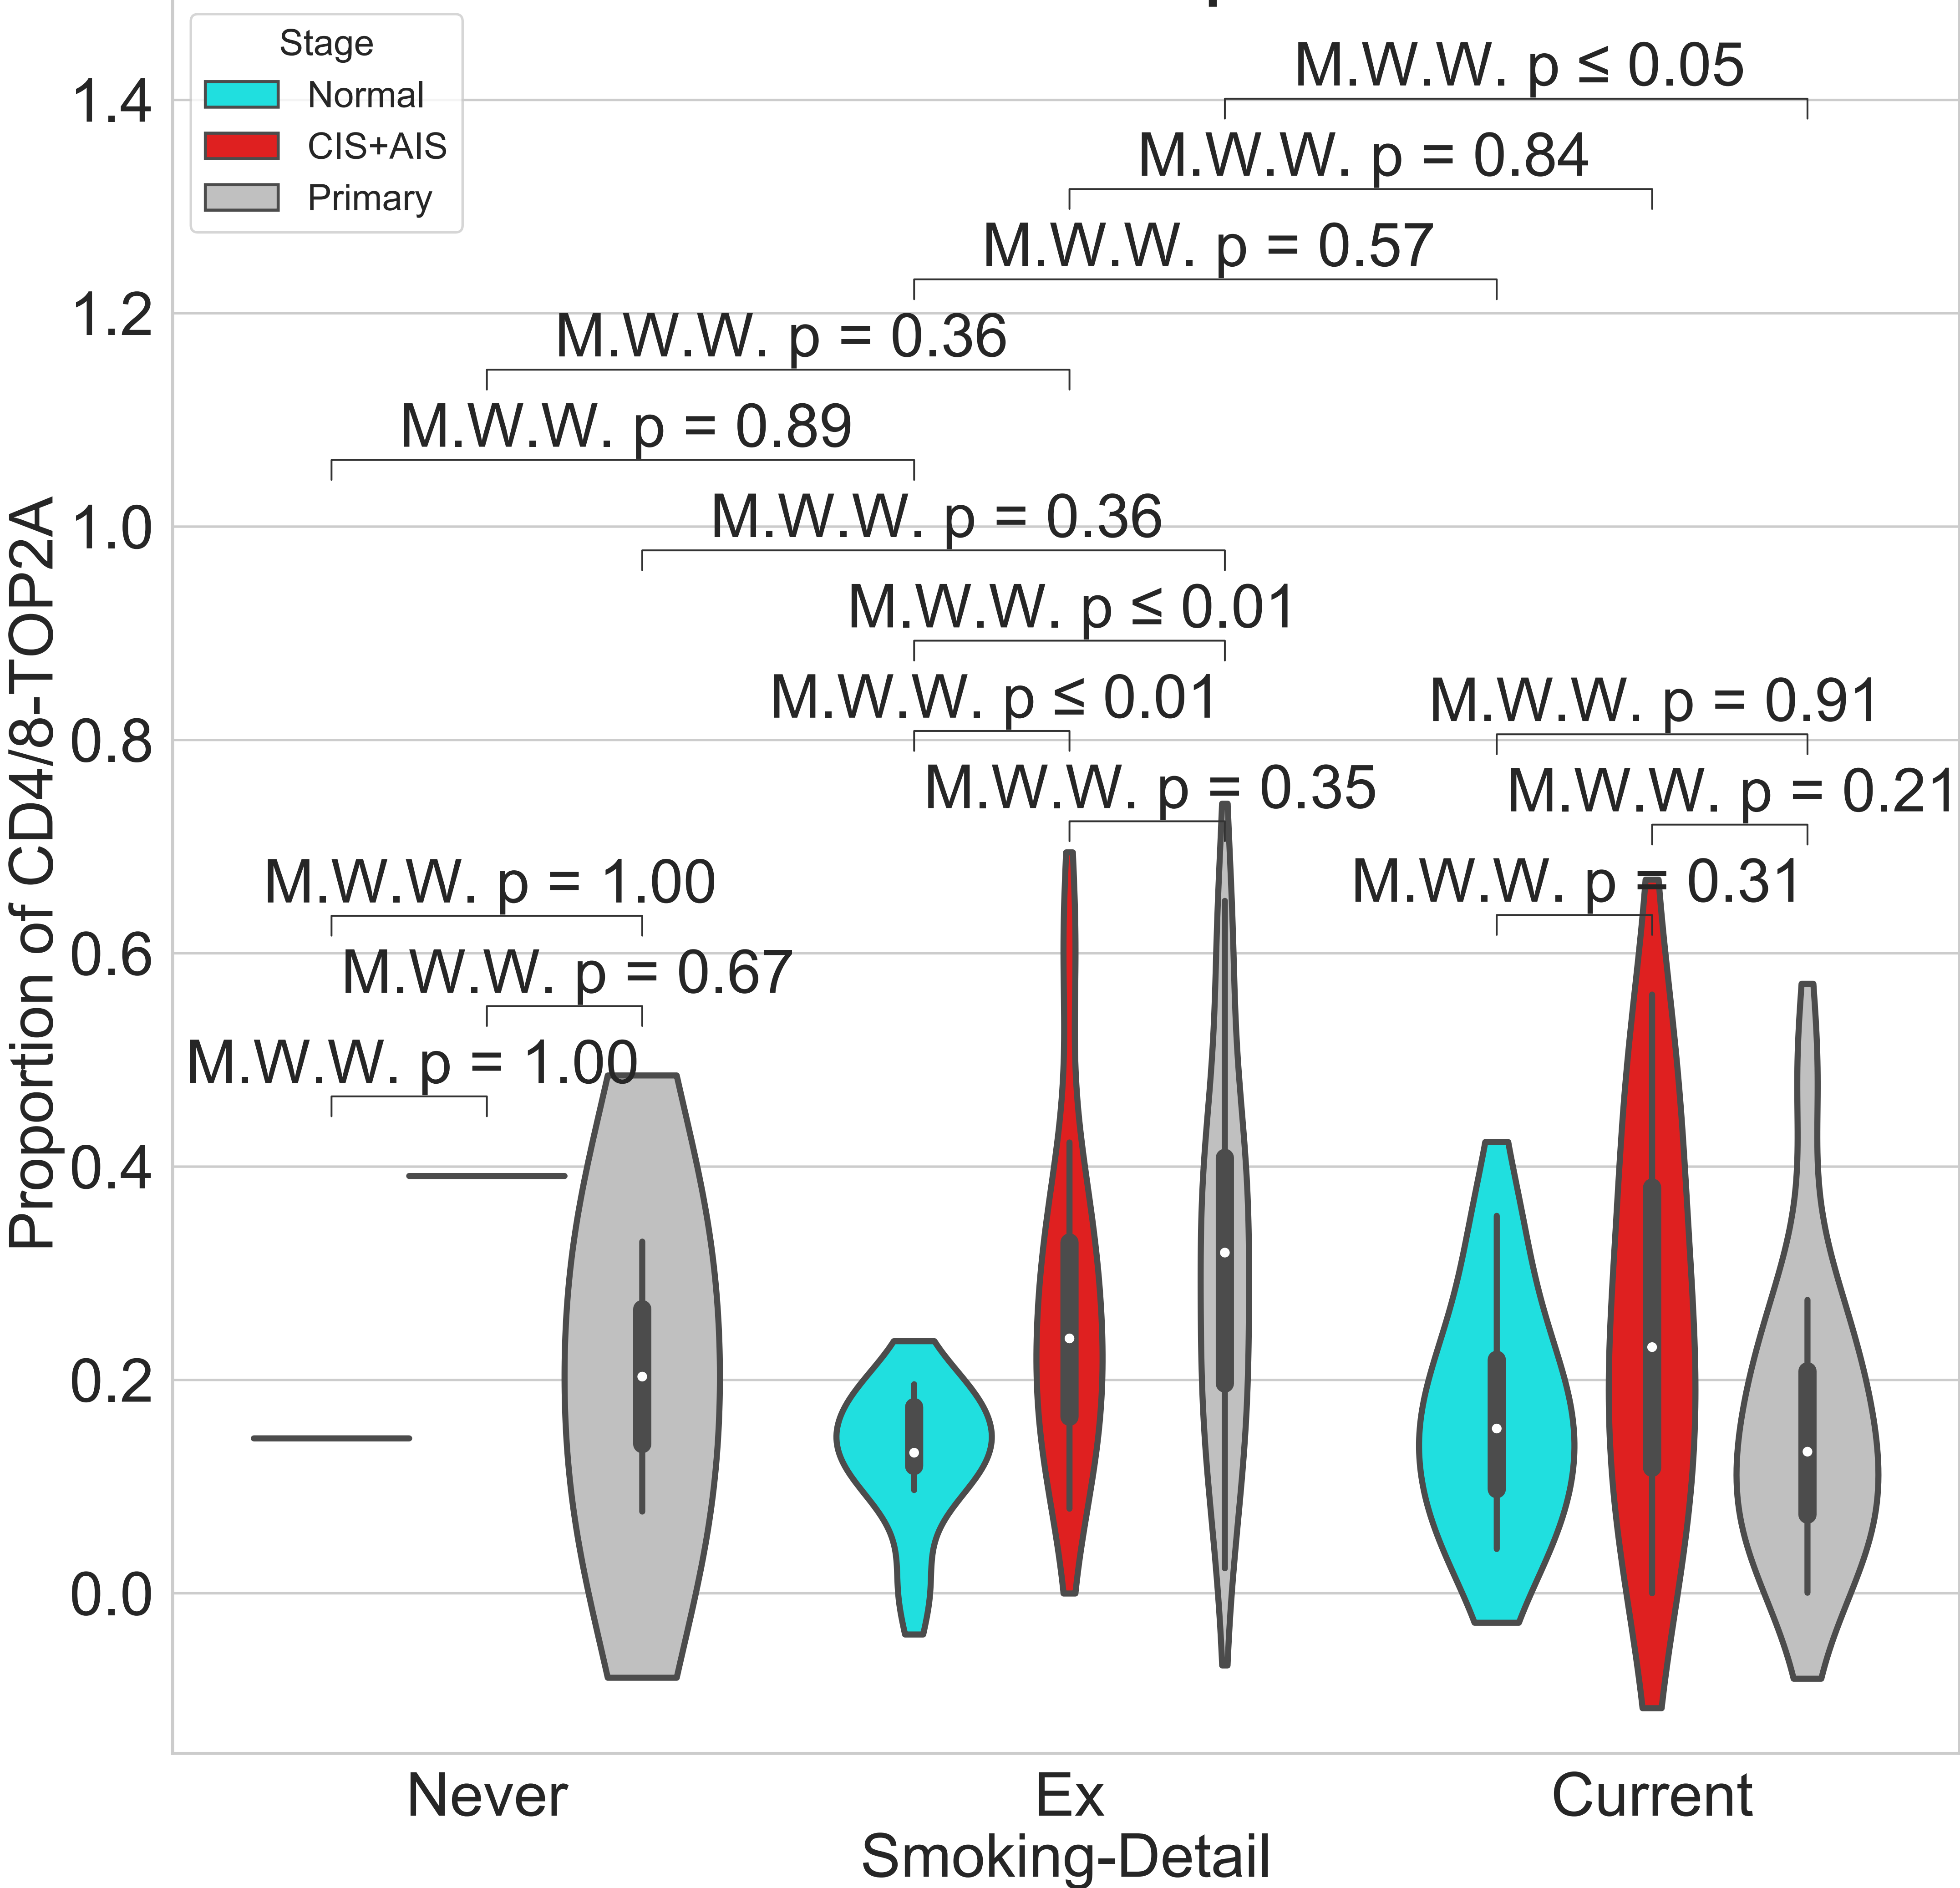 Stage
Normal
CIS+AIS
Primary
M.W.W. p ≤ 0.05
M.W.W. p = 0.84
M.W.W. p = 0.57
M.W.W. p = 0.36
M.W.W. p = 0.89
M.W.W. p = 0.36
M.W.W. p ≤ 0.01
M.W.W. p ≤ 0.01
M.W.W. p = 0.91
M.W.W. p = 0.35
M.W.W. p = 0.21
M.W.W. p = 1.00
M.W.W. p = 0.31
M.W.W. p = 0.67
M.W.W. p = 1.00
1.4
1.2
1.0
0.8
0.6
0.4
0.2
0.0
Proportion of CD4/8-TOP2A
Never
Ex
Current
Smoking-Detail